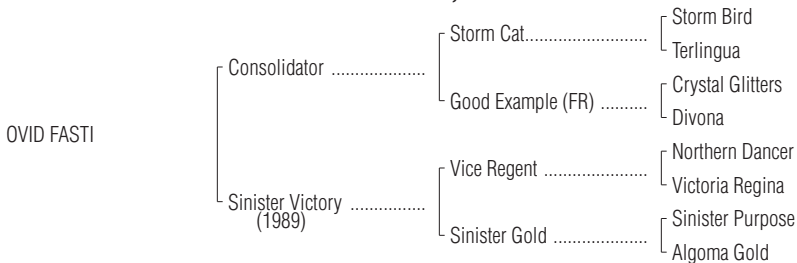 Storm Bird
Storm Cat..........................
Terlingua
Consolidator ....................
Crystal Glitters
Good Example (FR) ..........
Divona
OVID FASTI
Northern Dancer
Vice Regent ......................
Victoria Regina
Sinister Victory ................
(1989)
Sinister Purpose
Sinister Gold ....................
Algoma Gold